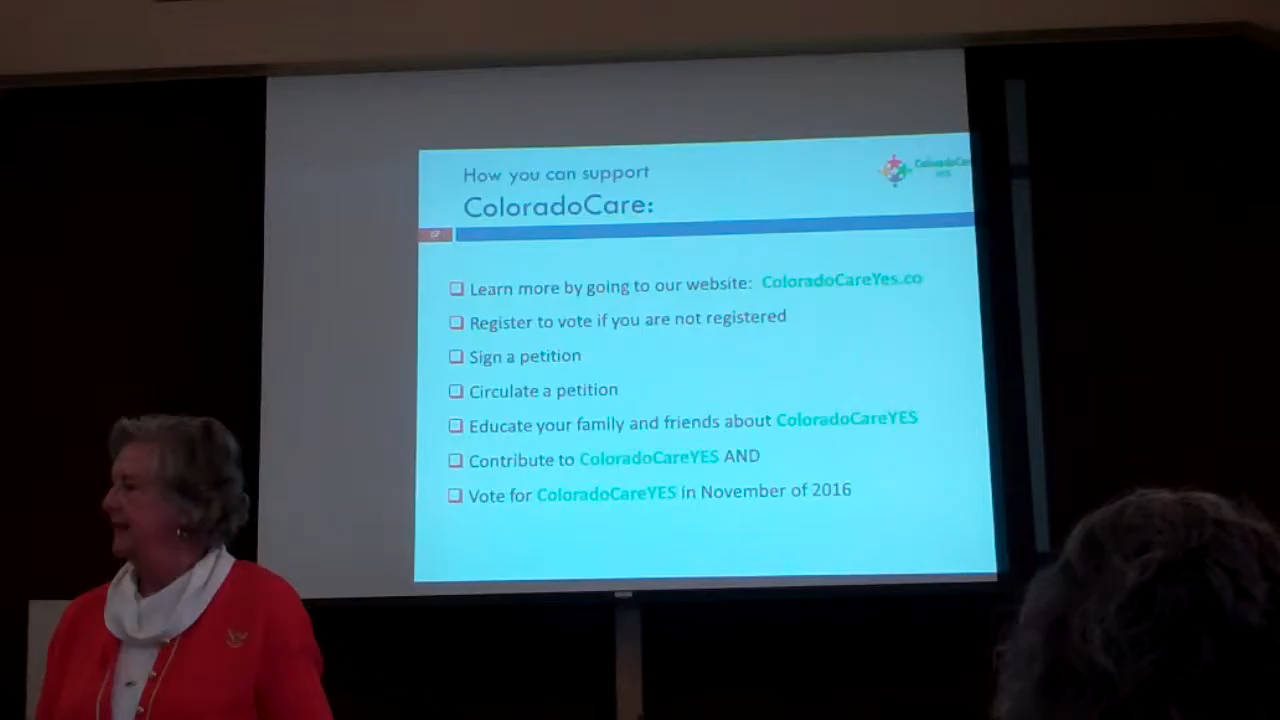 How you can support
ColoradoCare:
ColoradoCare
YES
Learn more by going to our website: ColoradoCareYes.co
Register to vote if you are not registered
Sign a petition
Circulate a petition
Educate your family and friends about ColoradoCareYES
Contribute to ColoradoCareYES AND
Vote for ColoradoCareYES in November of 2016